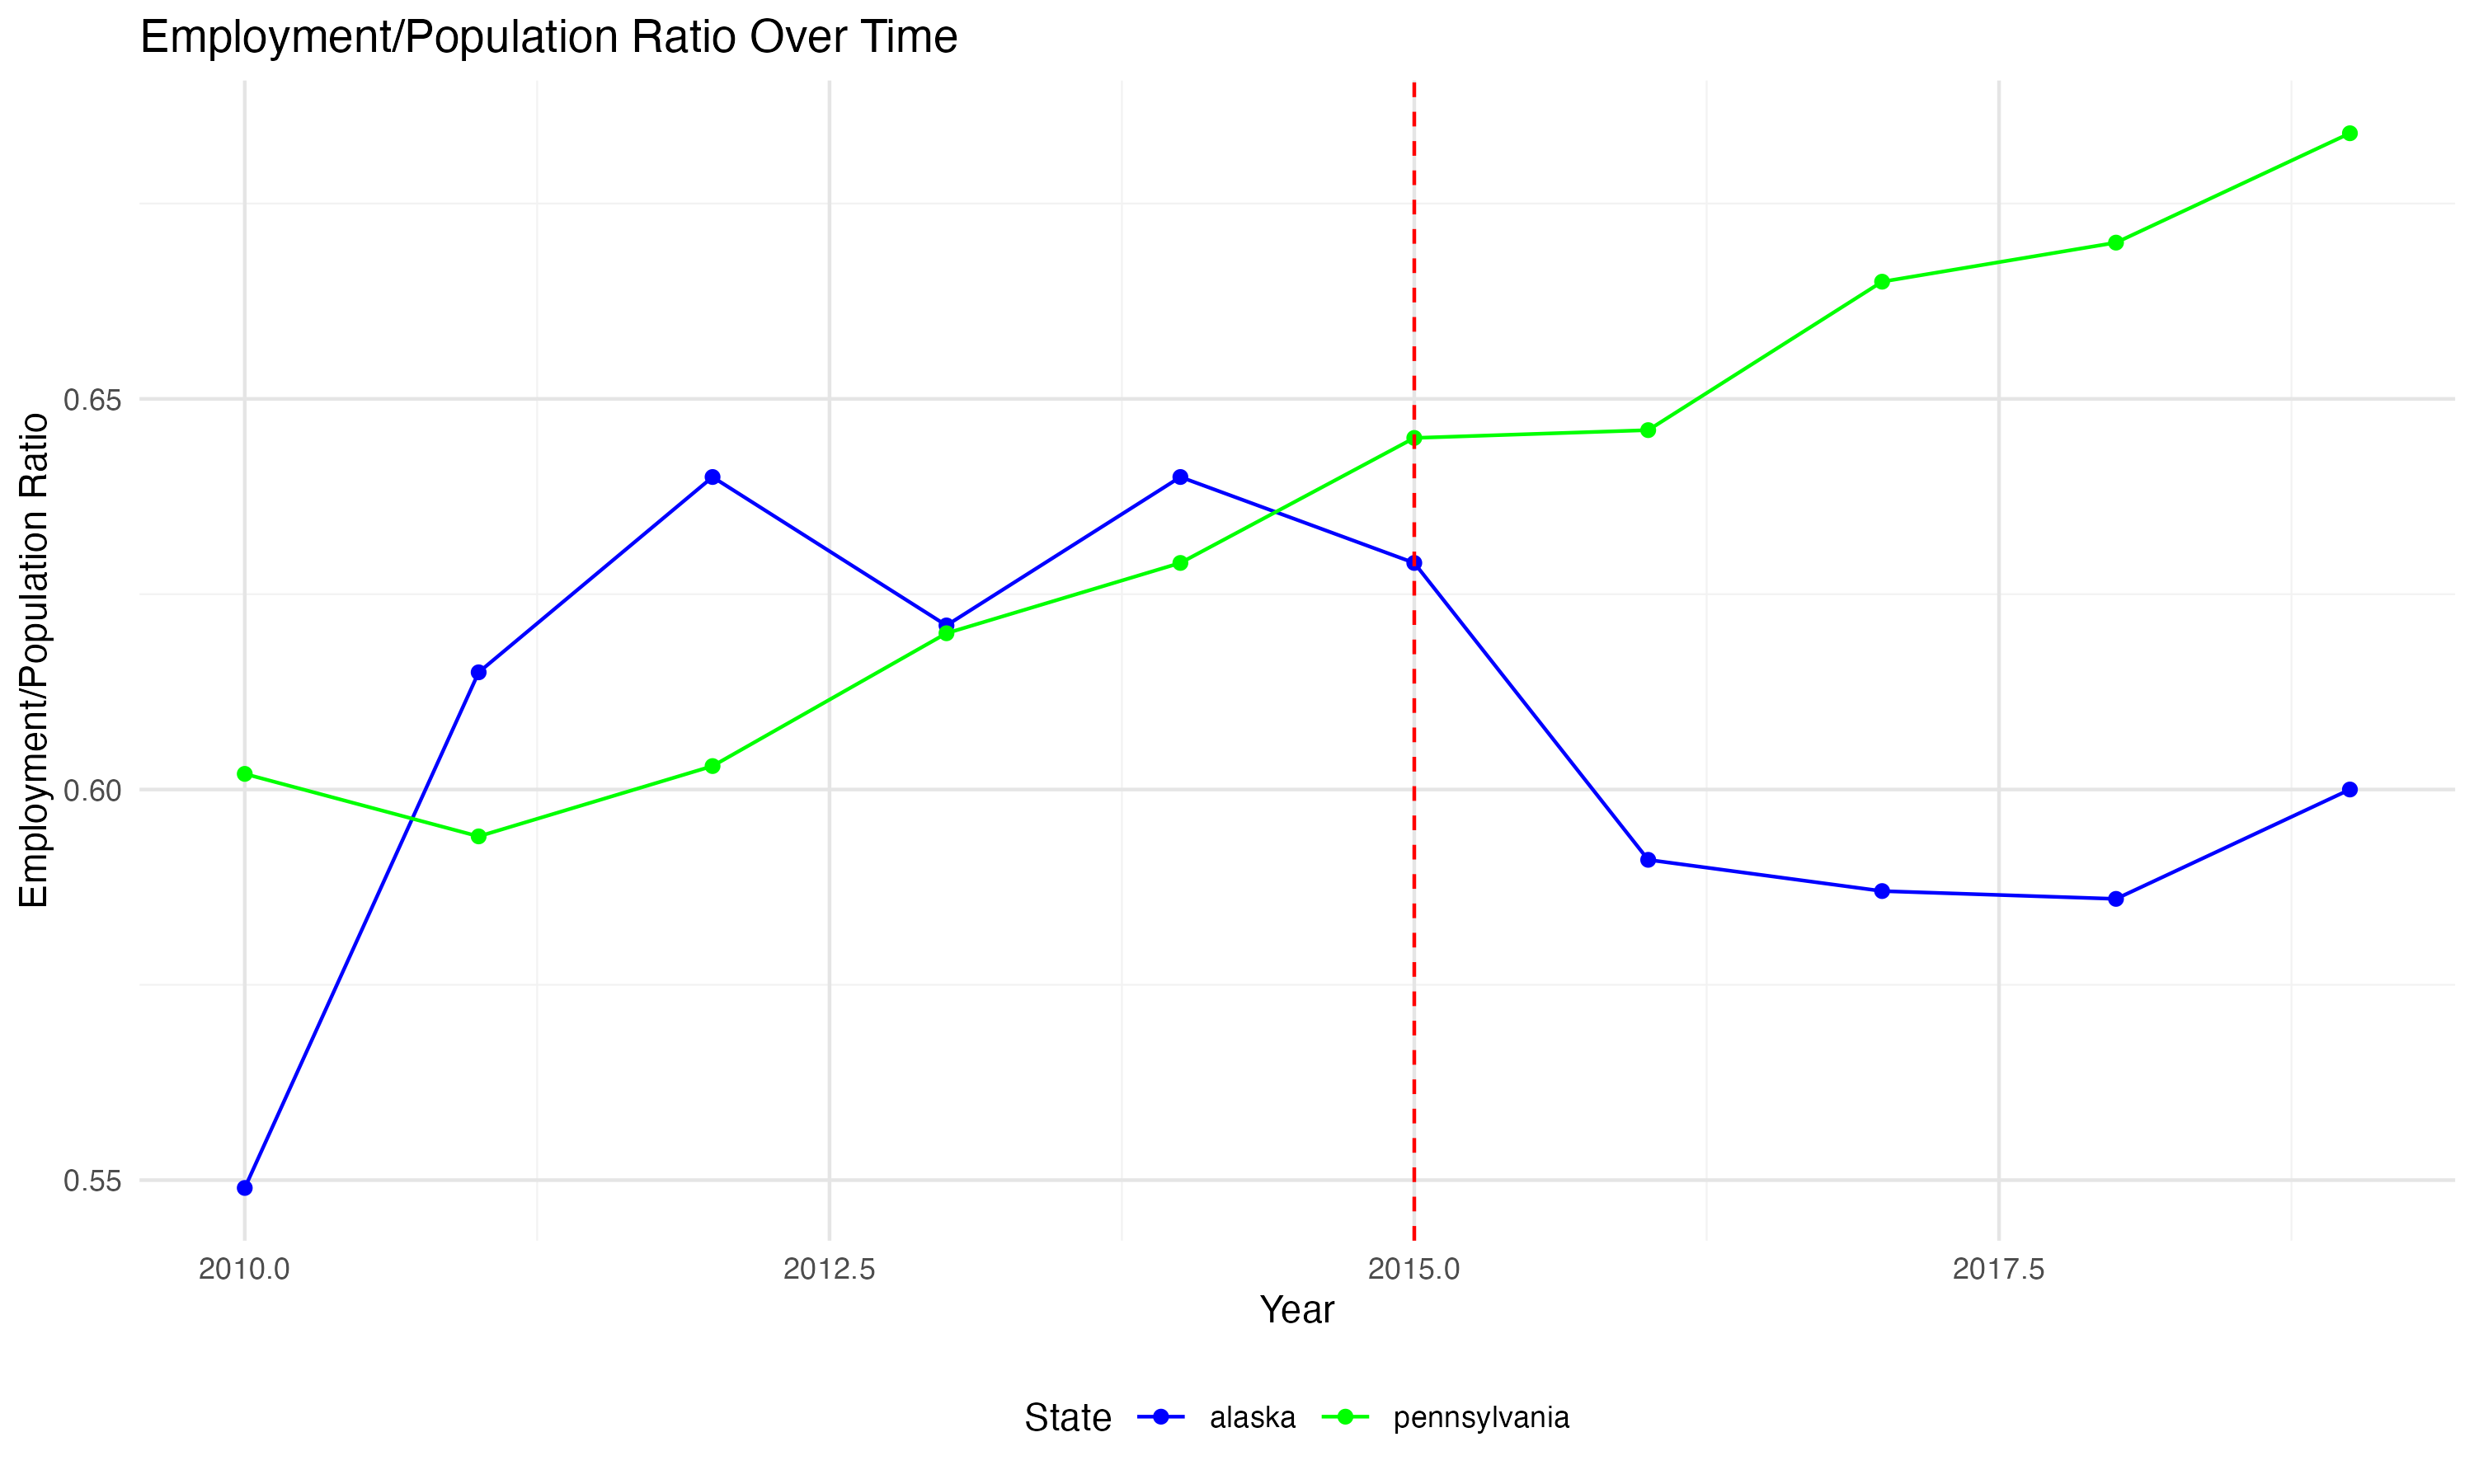 Employment/Population Ratio Over Time
Employment/Population Ratio
0.65
0.60
0.55
2010.0 2012.5 2015.0 2017.5
Year
State alaska pennsylvania